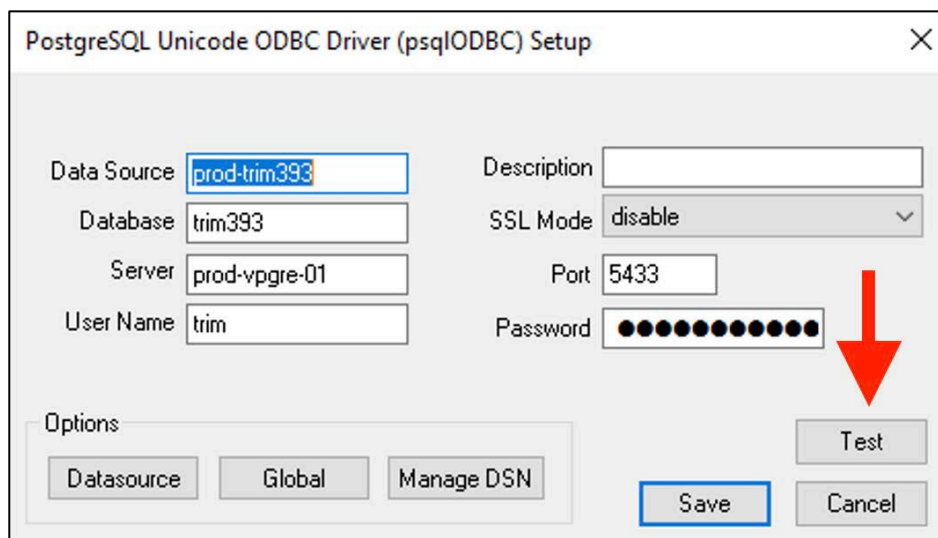 PostgreSQL Unicode ODBC Driver (psqlODBC) Setup
Data Source prod-trim393 Description
Database trim393 SSL Mode disable
Server prod-vpgre-01 Port 5433
User Name trim Password ●●●●●●●●●●●
Options
Test
Datasource Global Manage DSN
Save Cancel